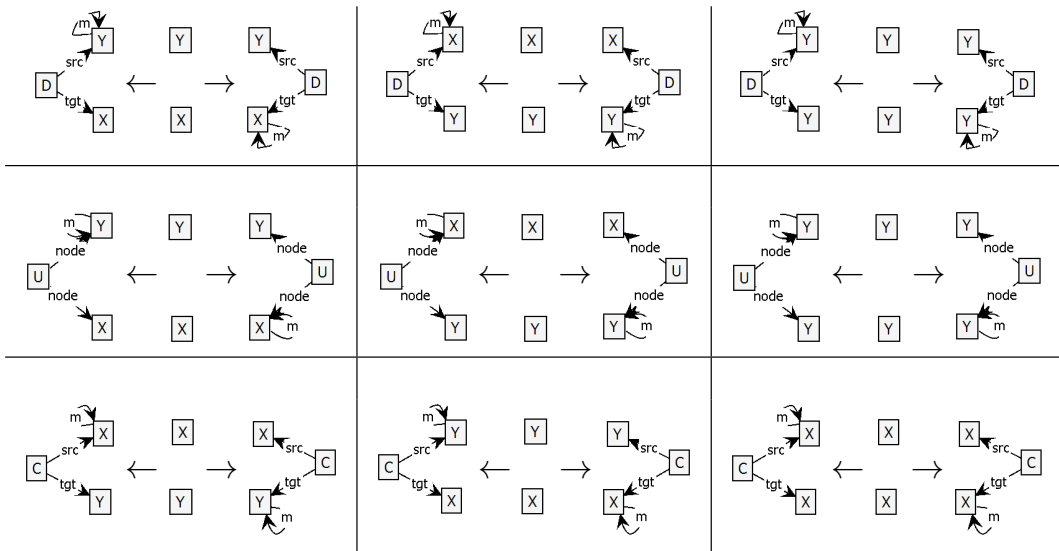 m m m
Y Y Y X X X Y Y Y
src src src src src src
D D D D D D
tgt tgt tgt tgt tgt tgt
X X X Y Y Y Y Y Y
m m m
m Y Y Y m X X X m Y Y Y
node node node node node node
U U U U U U
node node node node node node
X X X m Y Y Y m Y Y Y m
m m m
X X X Y Y Y X X X
src src src src src src
C C C C C C
tgt tgt tgt tgt tgt tgt
Y Y Y X X X X X X
m m m